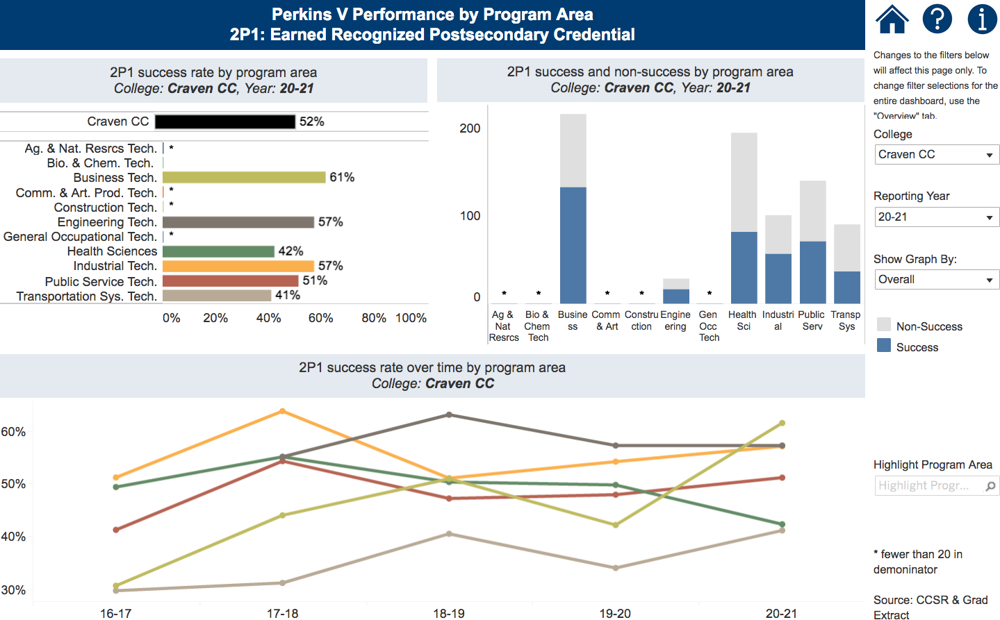 Perkins V Performance by Program Area
2P1: Earned Recognized Postsecondary Credential
2P1 success rate by program area
College: Craven CC, Year: 20-21
Craven CC 52%
Ag. & Nat. Resrcs Tech. *
Bio. & Chem. Tech.
Business Tech. 61%
Comm. & Art. Prod. Tech. *
Construction Tech. *
Engineering Tech. 57%
General Occupational Tech. *
Health Sciences 42%
Industrial Tech. 57%
Public Service Tech. 51%
Transportation Sys. Tech. 41%
0% 20% 40% 60% 80% 100%
2P1 success and non-success by program area
College: Craven CC, Year: 20-21
200
100
0
* * * * *
Ag & Nat Resrcs
Bio & Chem Tech
Busine ss
Comm & Art
Constru ction
Engine ering
Gen Occ Tech
Health Sci
Industri al
Public Serv
Transp Sys
2P1 success rate over time by program area
College: Craven CC
60%
50%
40%
30%
16-17 17-18 18-19 19-20 20-21
? i
Changes to the filters below
will affect this page only. To
change filter selections for the
entire dashboard, use the
"Overview" tab.
College
Craven CC
Reporting Year
20-21
Show Graph By:
Overall
Non-Success
Success
Highlight Program Area
Highlight Progr...
* fewer than 20 in
demoninator
Source: CCSR & Grad
Extract